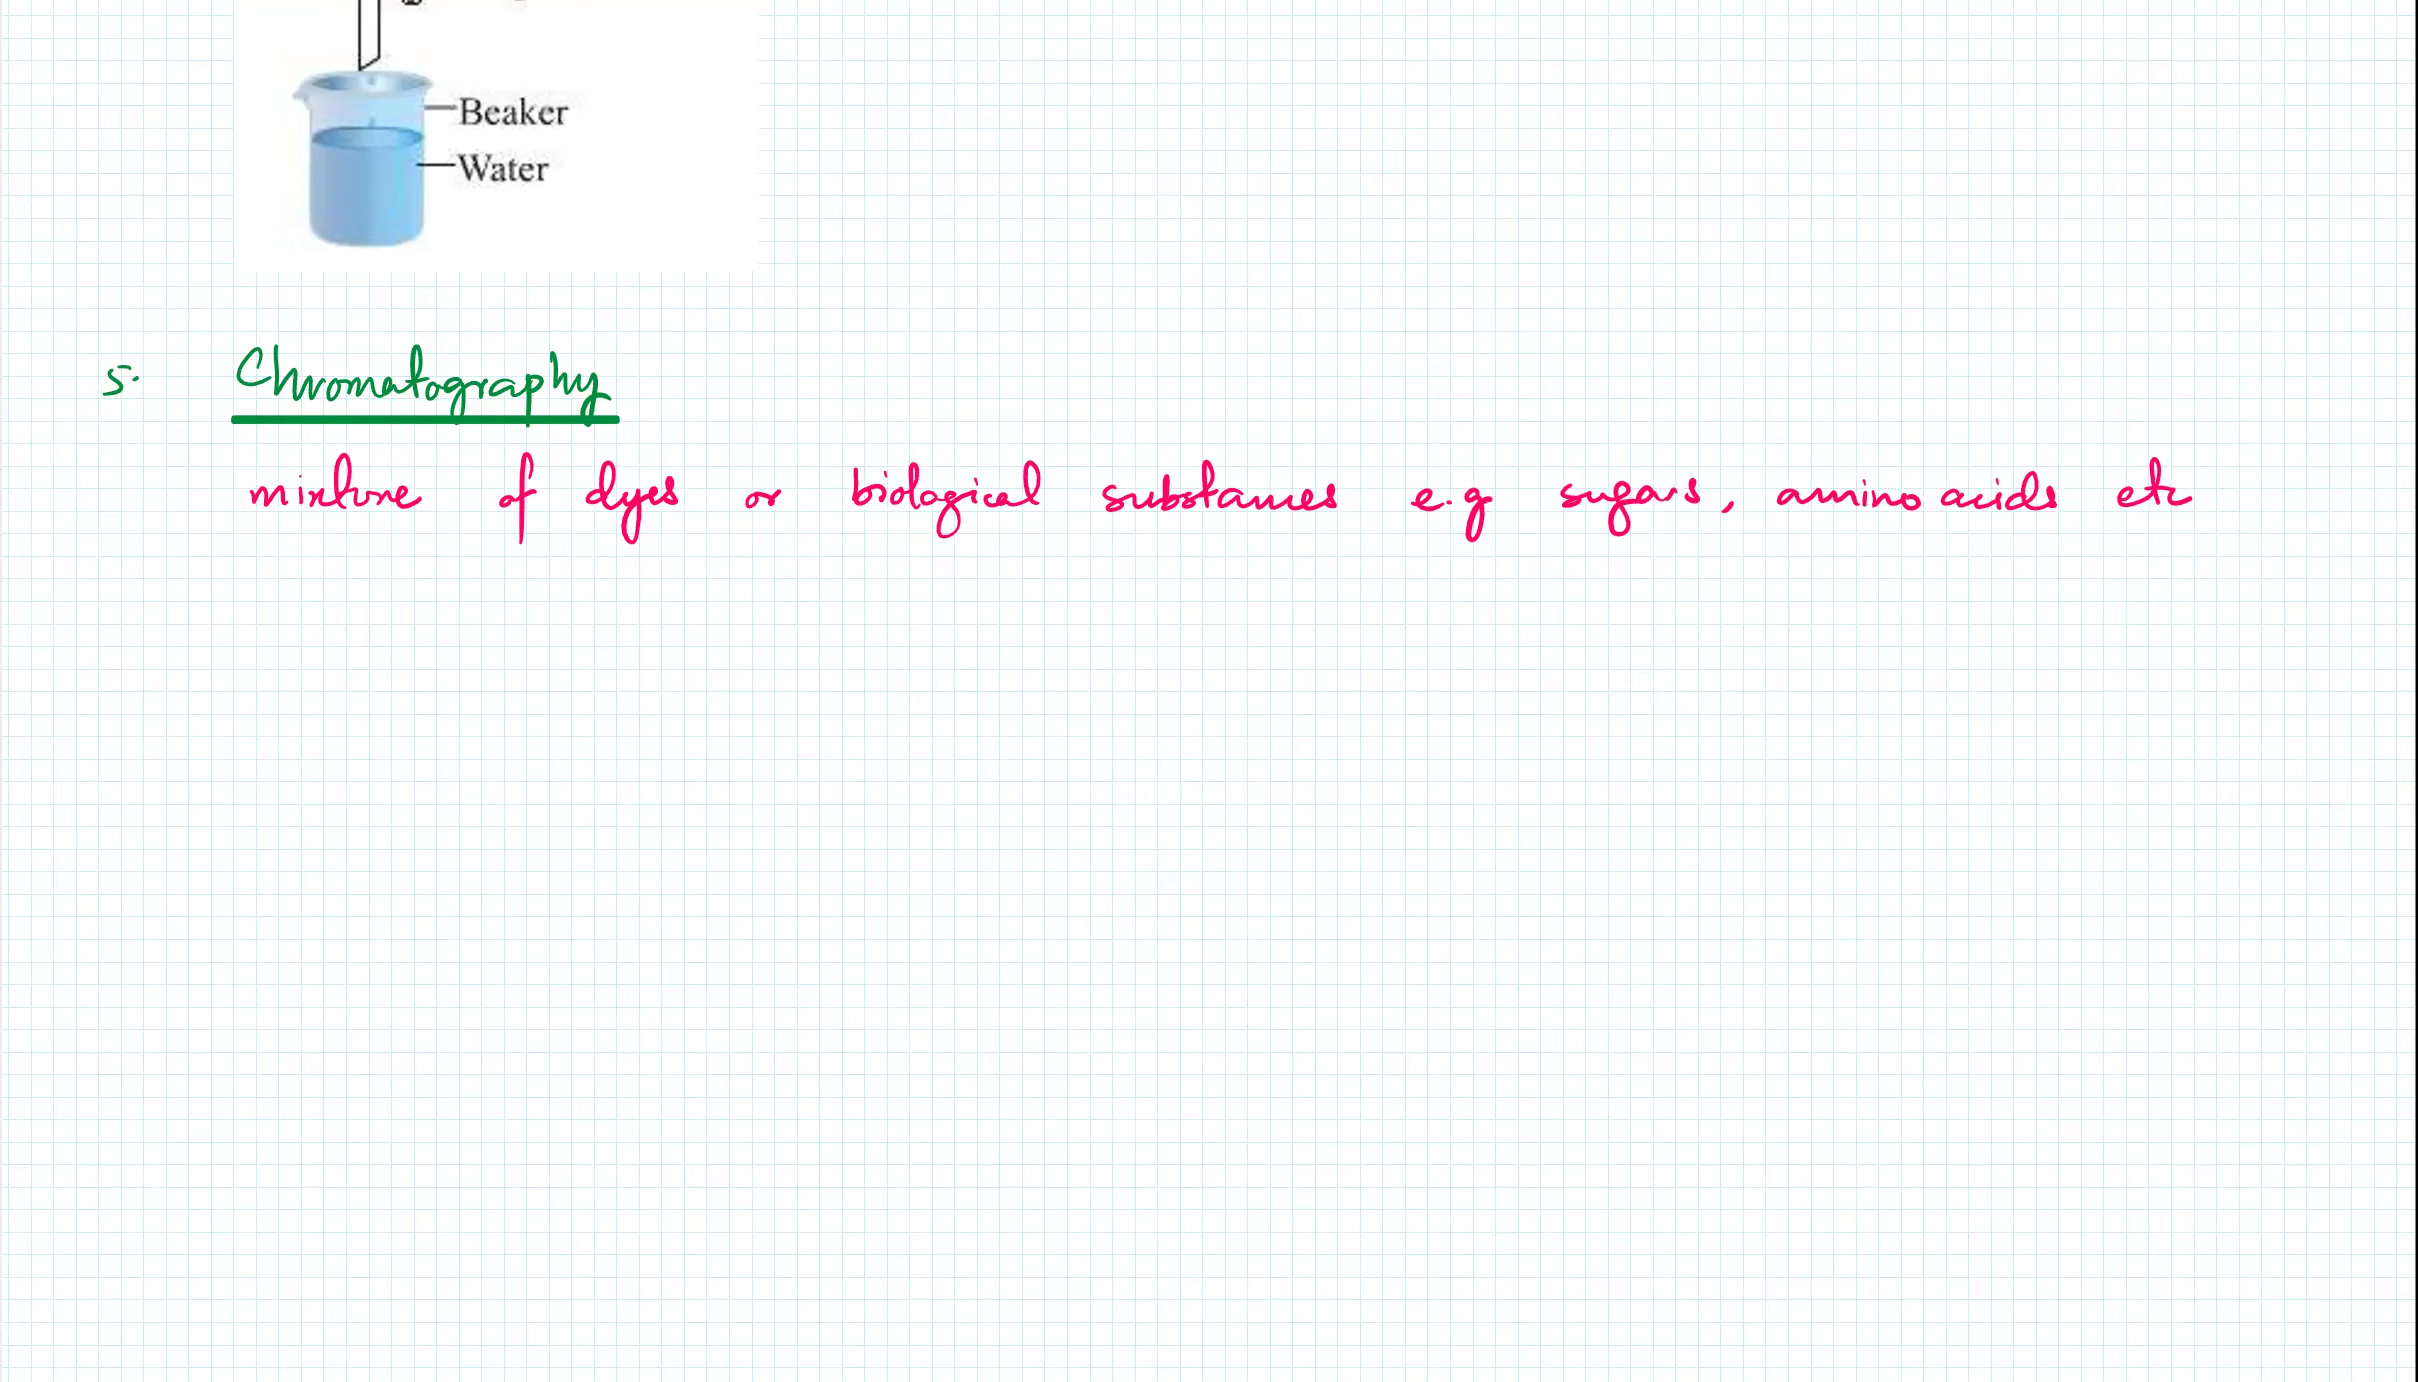 Beaker
Water
5. Chromatography
mixture of dyes or biological substances e.g sugars, amino acids etc